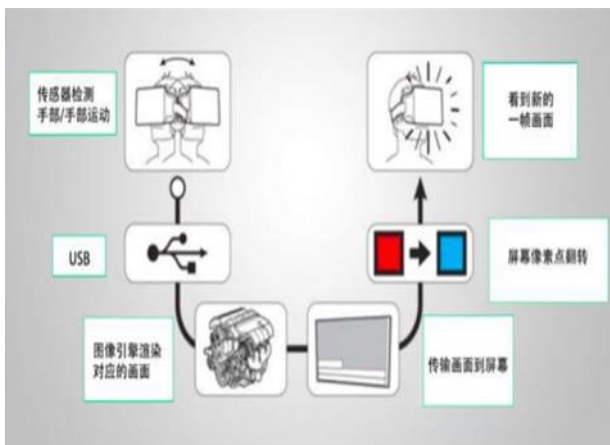 传感器检测
手部/手部运动
USB
图像引擎渲染
对应的画面
传输画面到屏幕
屏幕像素点翻转
看到新的
一帧画面